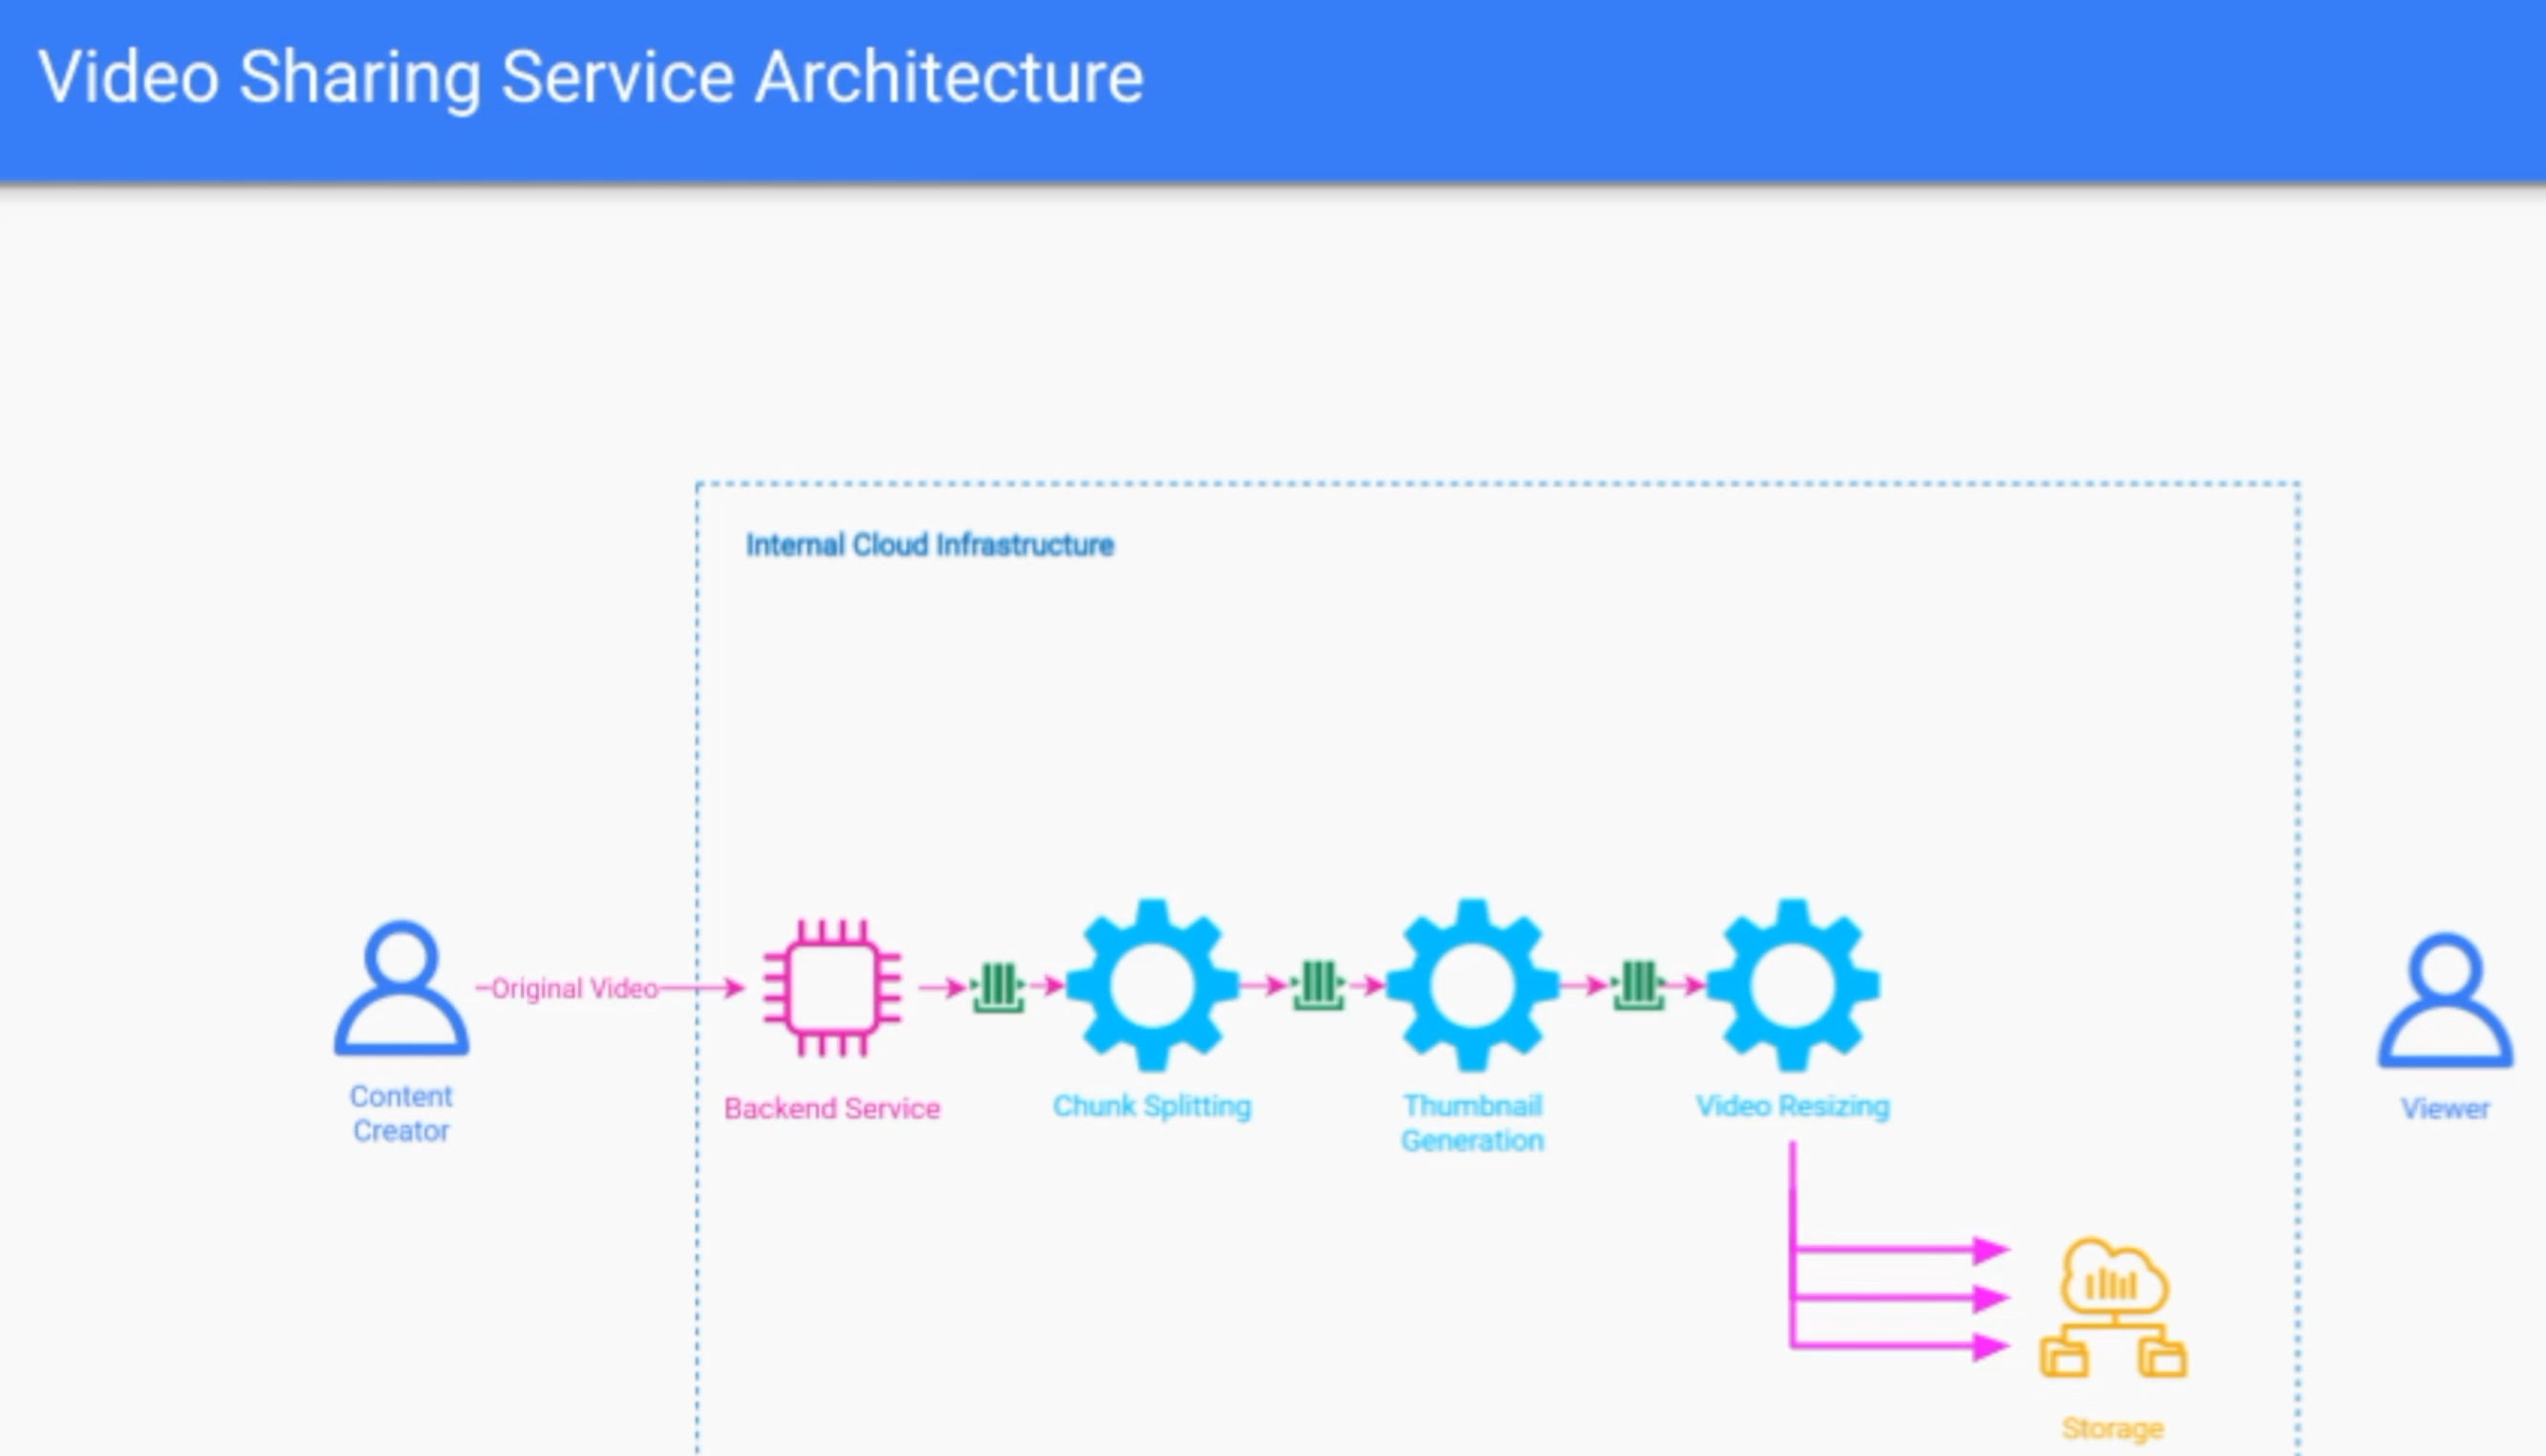 Video Sharing Service Architecture
Internal Cloud Infrastructure
Original Video
Content
Creator
Backend Service
Chunk Splitting
Thumbnail
Generation
Video Resizing
Viewer
Storage